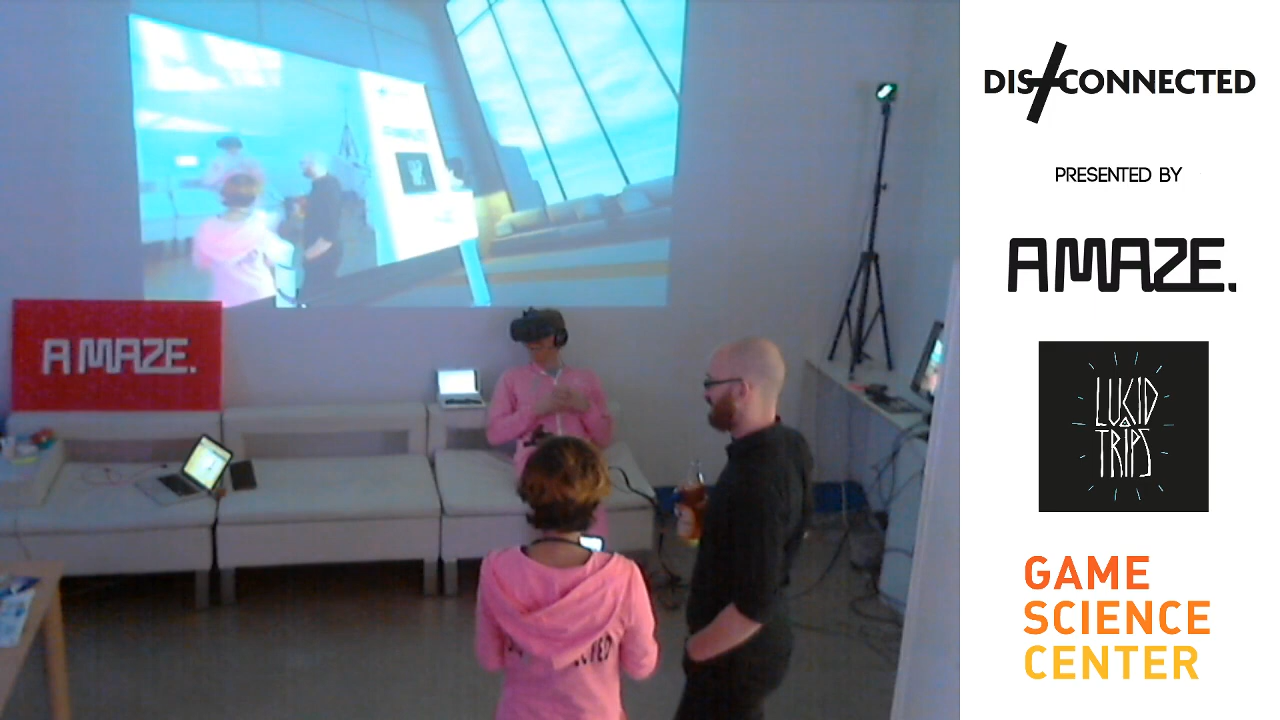 A MAZE.
DIS/CONNECTED
PRESENTED BY
A MAZE.
LUCID
TRIPS
GAME
SCIENCE
CENTER